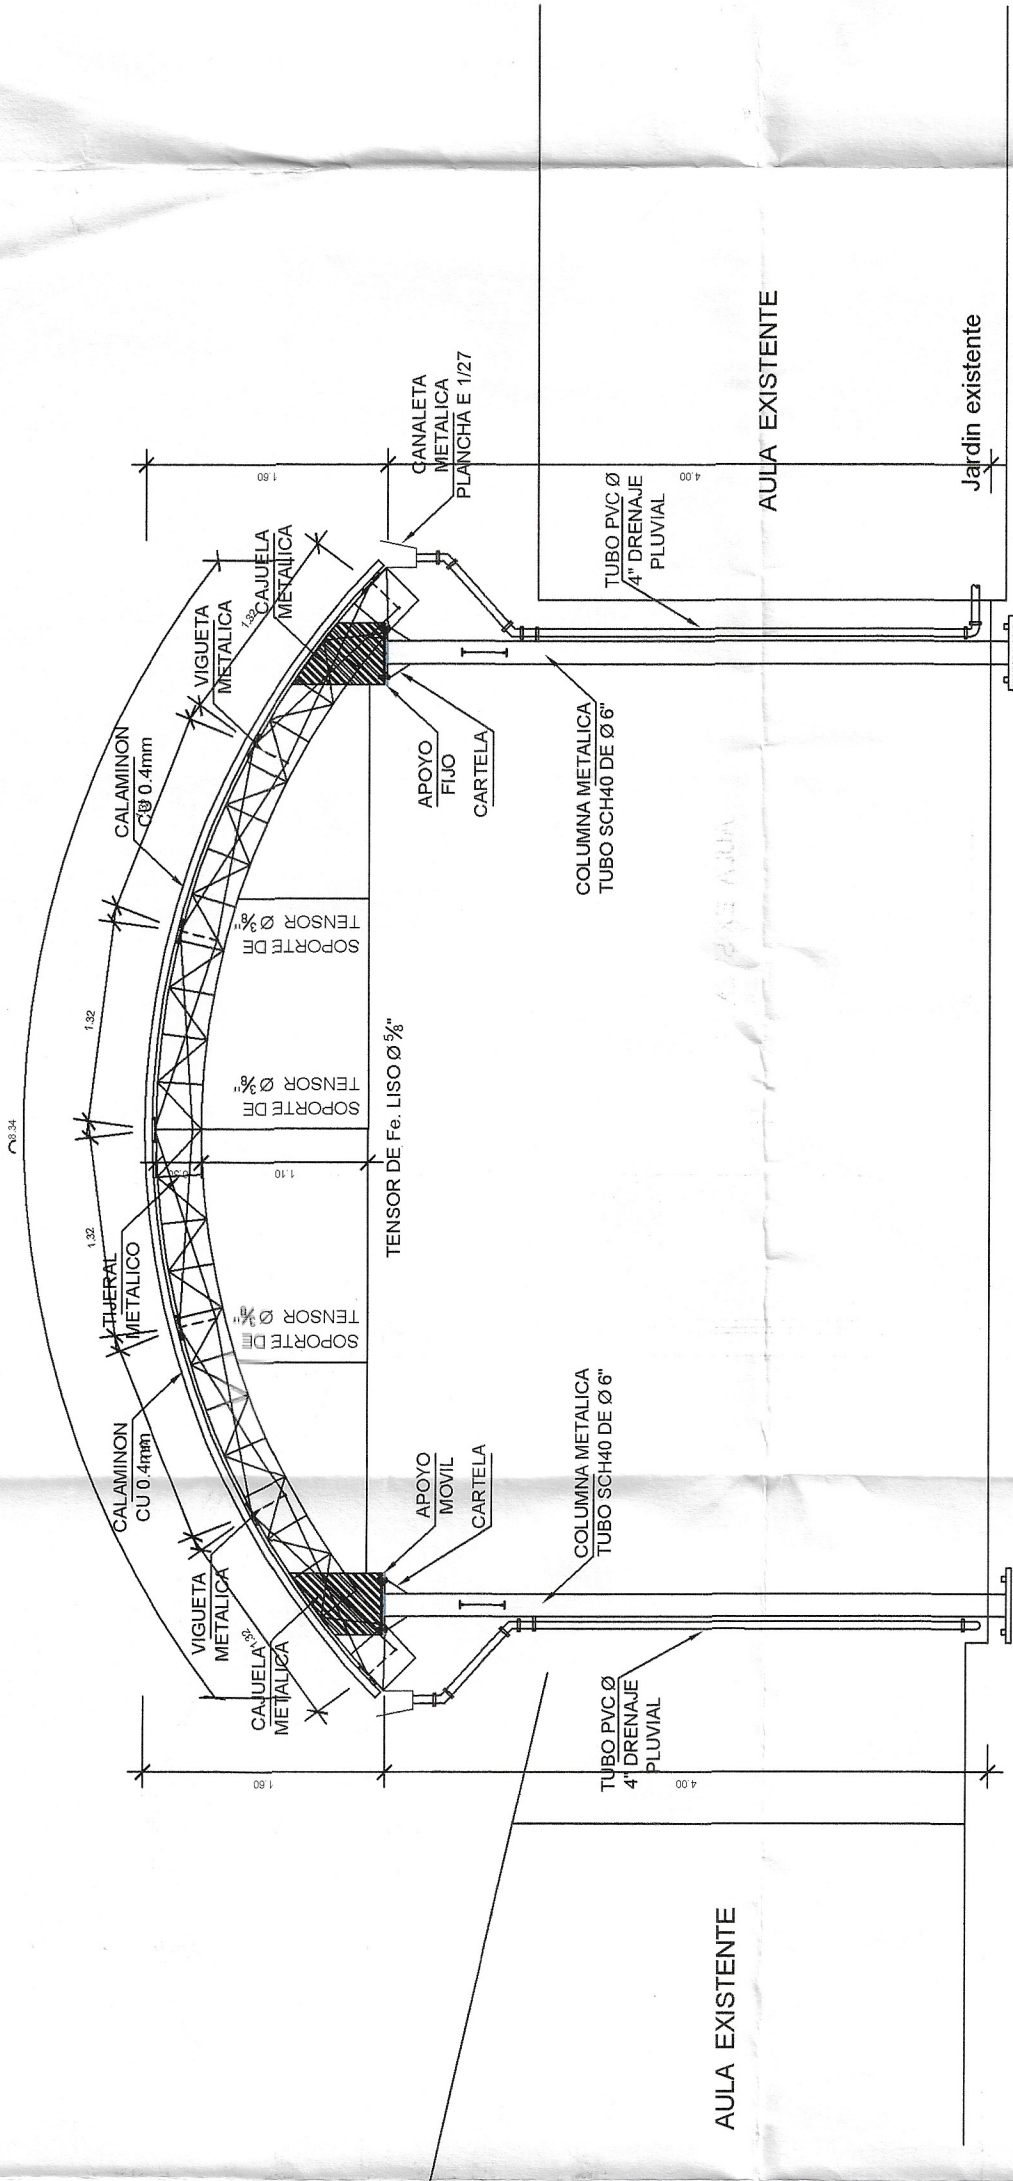 8.34
1.32
1.32
1.32
1.32
1.60
1.60
4.00
4.00
1.10
CALAMINON
CU 0.4mm
VIGUETA
METALICA
CAJUELA
METALICA
TIJERAL
METALICO
CALAMINON
CU 0.4mm
VIGUETA
METALICA
CAJUELA
METALICA
CANALETA
METALICA
PLANCHA E 1/27
SOPORTE DE
TENSOR Ø 3/8"
SOPORTE DE
TENSOR Ø 3/8"
SOPORTE DE
TENSOR Ø 3/8"
TENSOR DE Fe. LISO Ø 5/8"
APOYO
MOVIL
CARTELA
APOYO
FIJO
CARTELA
COLUMNA METALICA
TUBO SCH40 DE Ø 6"
COLUMNA METALICA
TUBO SCH40 DE Ø 6"
TUBO PVC Ø
4" DRENAJE
PLUVIAL
TUBO PVC Ø
4" DRENAJE
PLUVIAL
AULA EXISTENTE
AULA EXISTENTE
Jardin existente